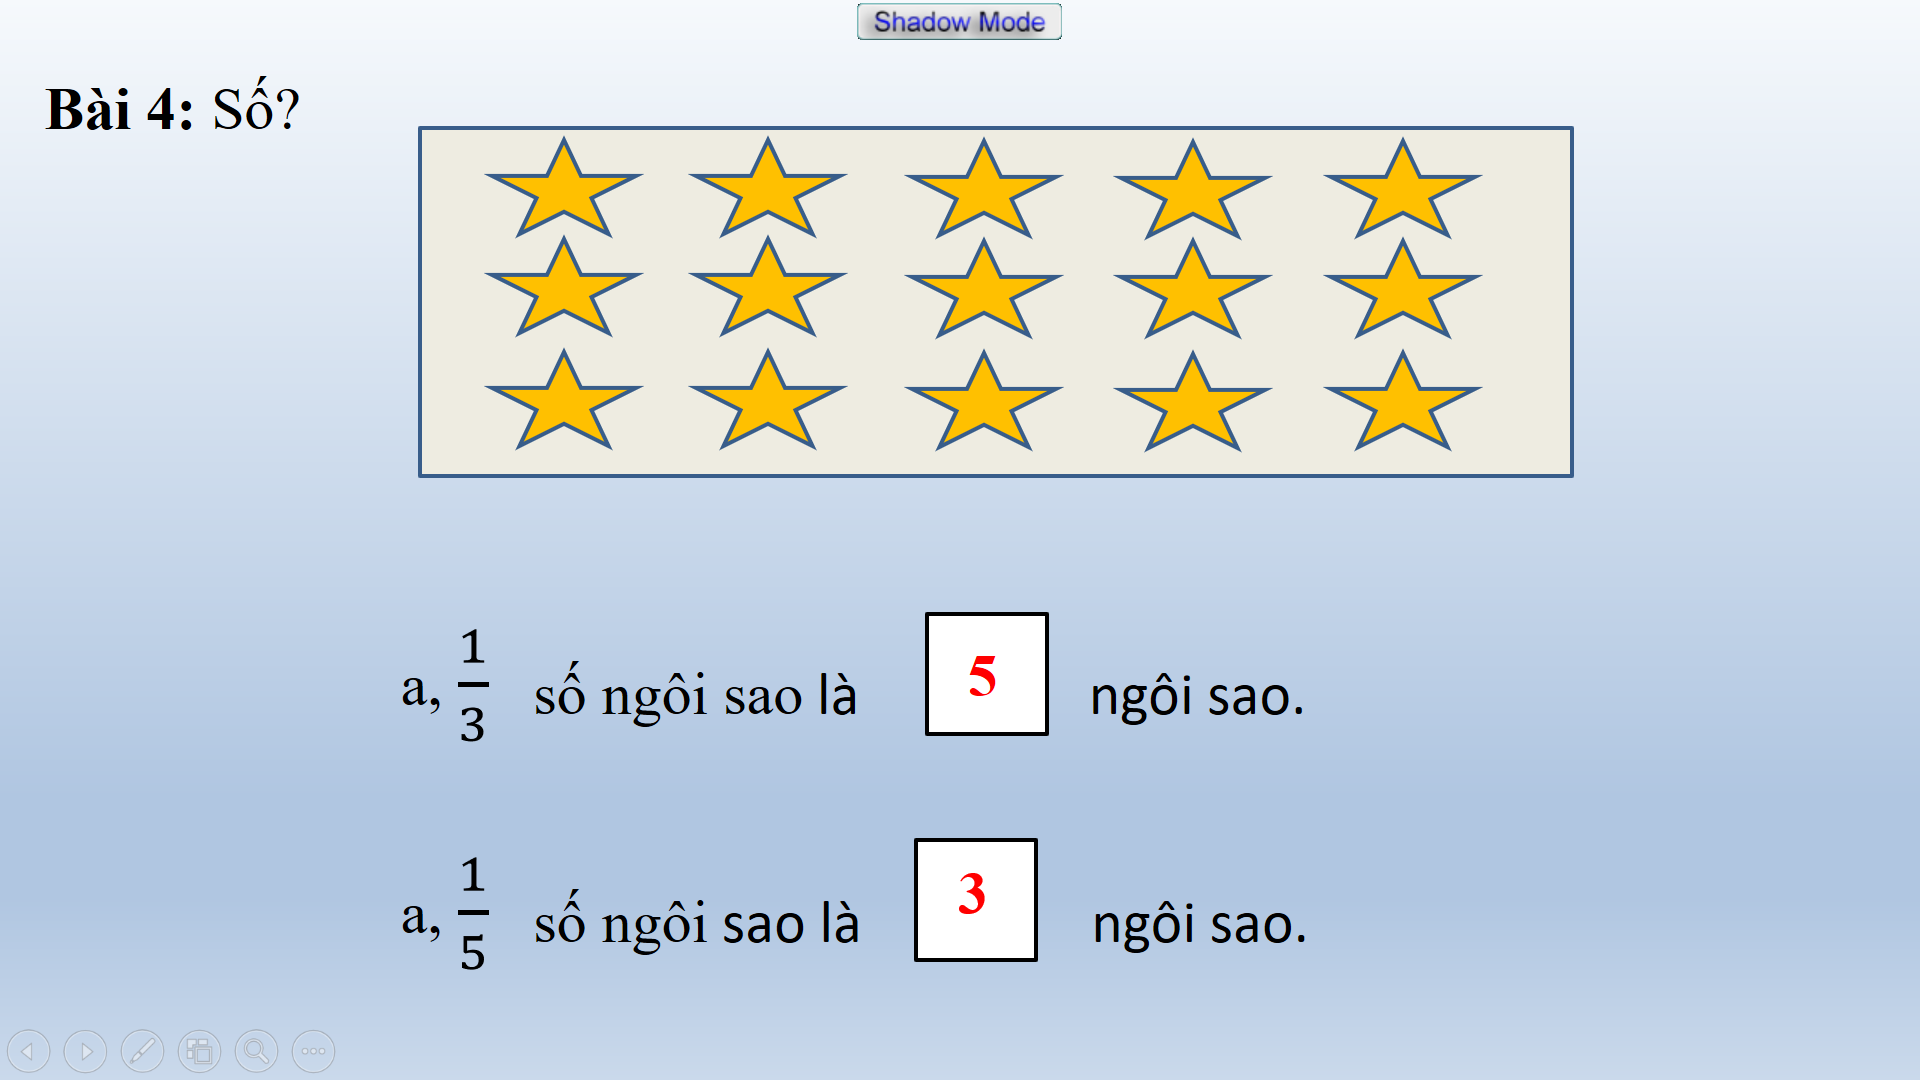 Shadow Mode
Bài 4: Số?
a, 1/3 số ngôi sao là 5 ngôi sao.
a, 1/5 số ngôi sao là 3 ngôi sao.